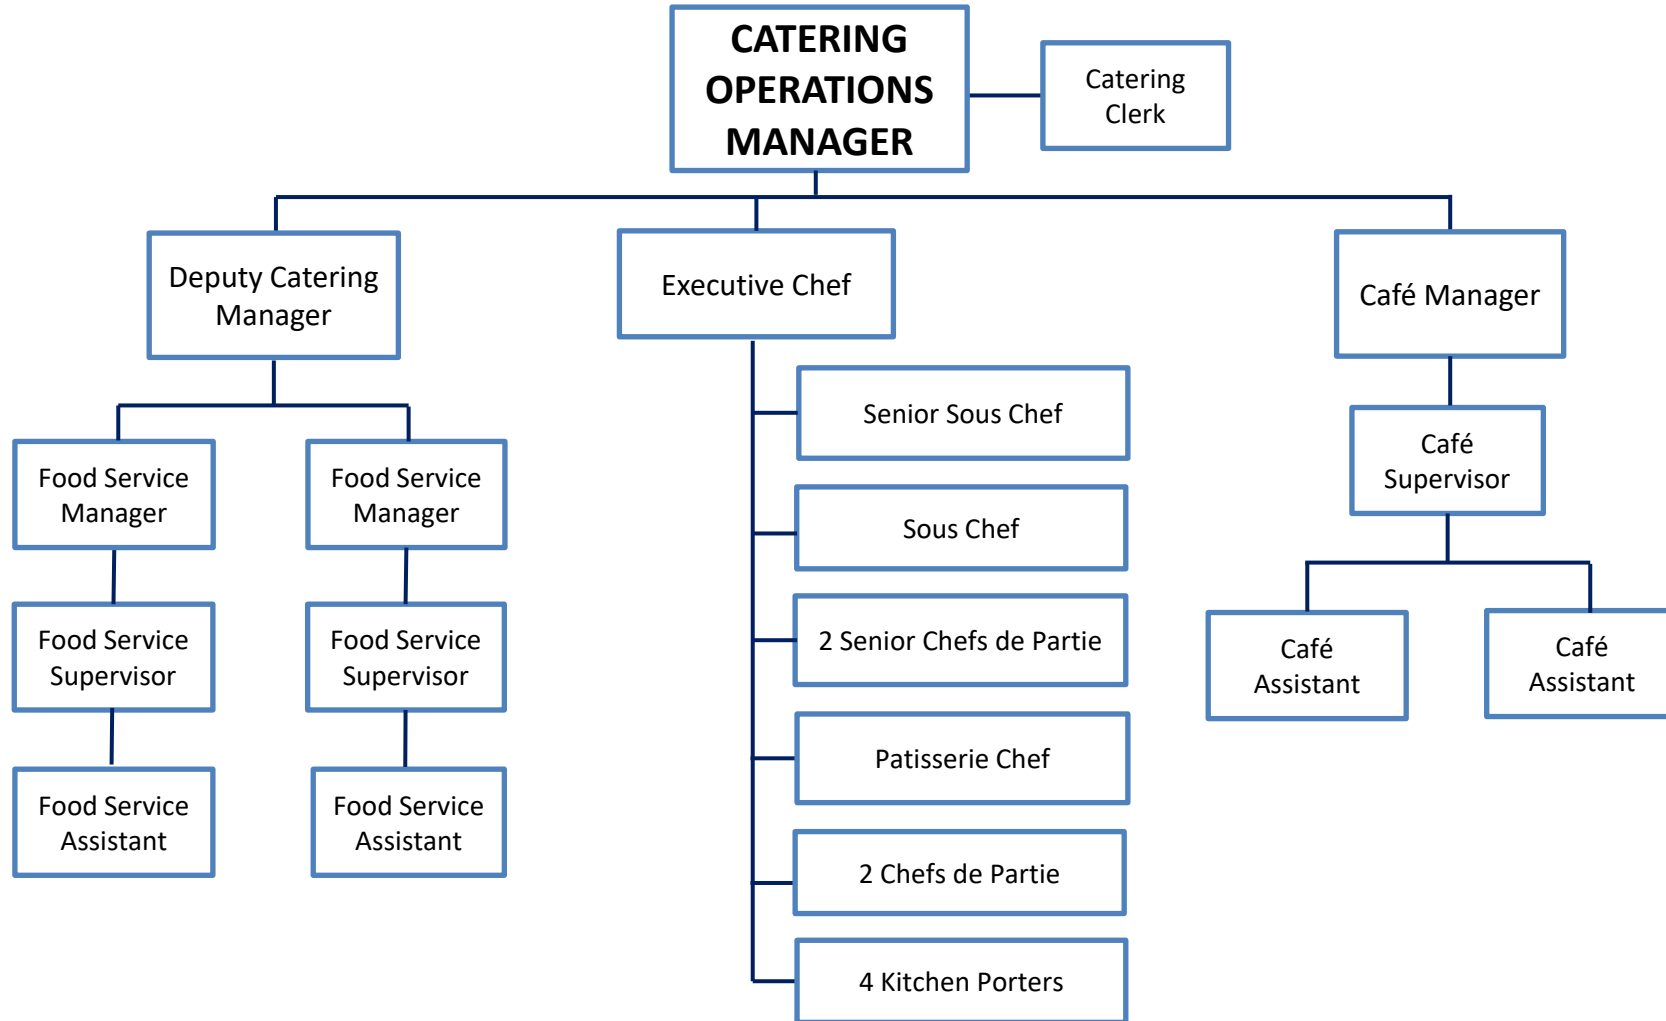 CATERING
OPERATIONS
MANAGER
Catering
Clerk
Deputy Catering
Manager
Executive Chef
Café Manager
Food Service
Manager
Food Service
Manager
Senior Sous Chef
Café
Supervisor
Sous Chef
Food Service
Supervisor
Food Service
Supervisor
2 Senior Chefs de Partie
Café
Assistant
Café
Assistant
Patisserie Chef
Food Service
Assistant
Food Service
Assistant
2 Chefs de Partie
4 Kitchen Porters